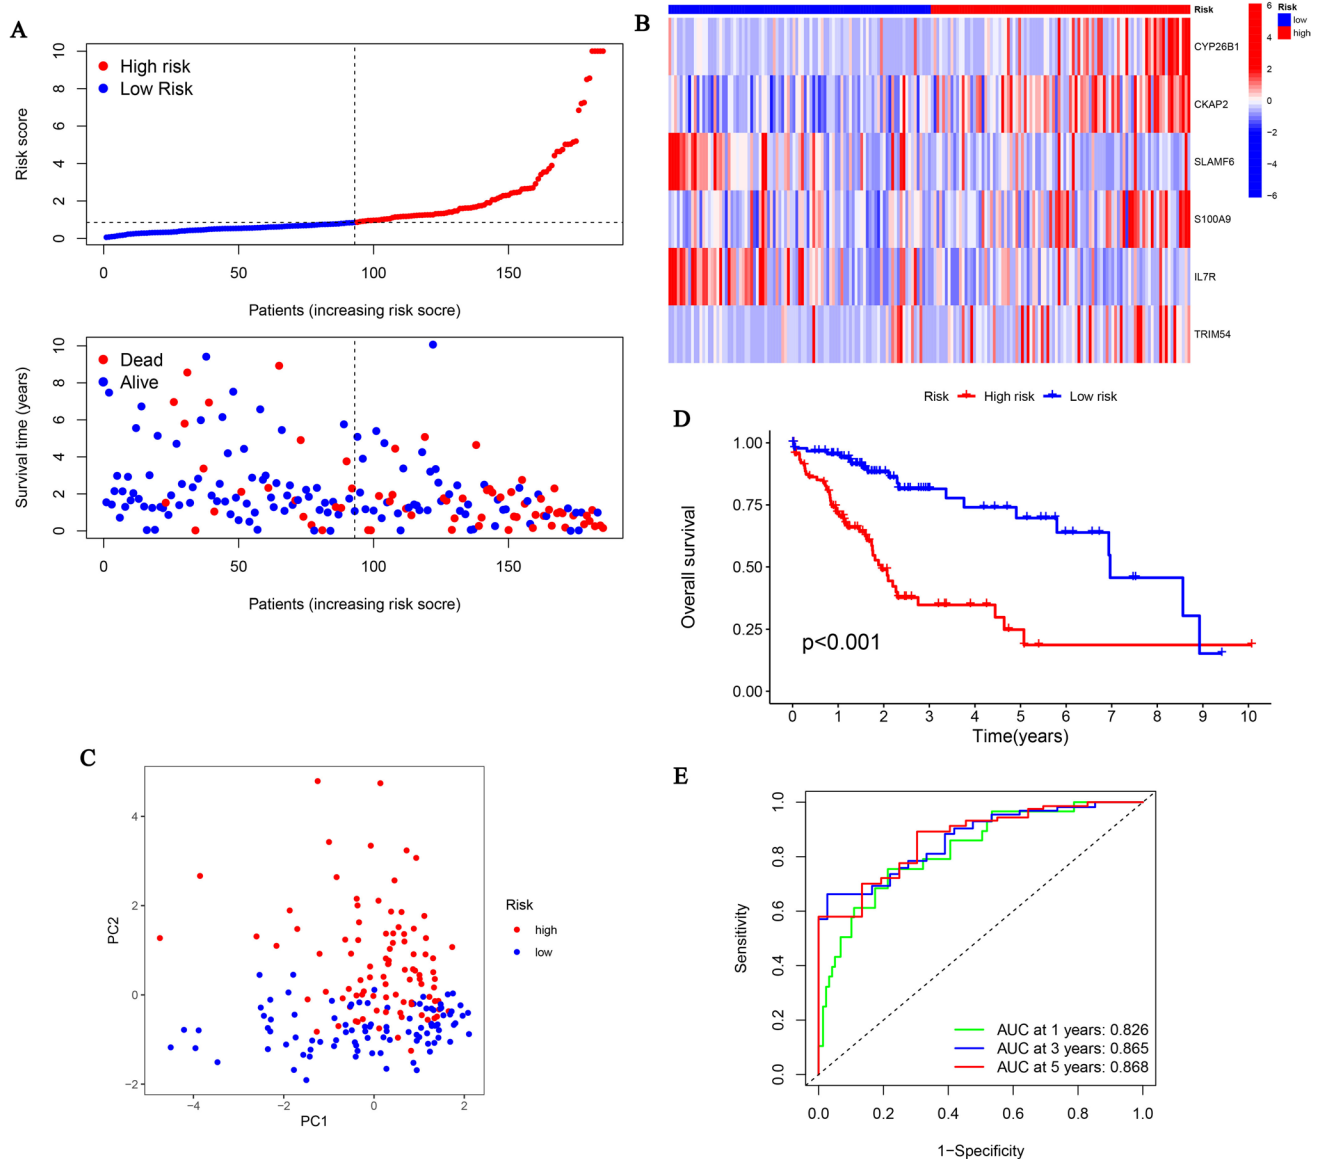 A
High risk
Low Risk
Risk score
10
8
6
4
2
0
0 50 100 150
Patients (increasing risk socre)
Dead
Alive
Survival time (years)
10
8
6
4
2
0
0 50 100 150
Patients (increasing risk socre)
B
Risk
CYP26B1
CKAP2
SLAMF6
S100A9
IL7R
TRIM54
6
4
2
0
−2
−4
−6
Risk
low
high
D
Risk High risk Low risk
Overall survival
1.00
0.75
0.50
0.25
0.00
p<0.001
0 1 2 3 4 5 6 7 8 9 10
Time(years)
C
PC2
4
2
0
−2
−4 −2 0 2
PC1
Risk
high
low
E
Sensitivity
1.0
0.8
0.6
0.4
0.2
0.0
AUC at 1 years: 0.826
AUC at 3 years: 0.865
AUC at 5 years: 0.868
0.0 0.2 0.4 0.6 0.8 1.0
1−Specificity